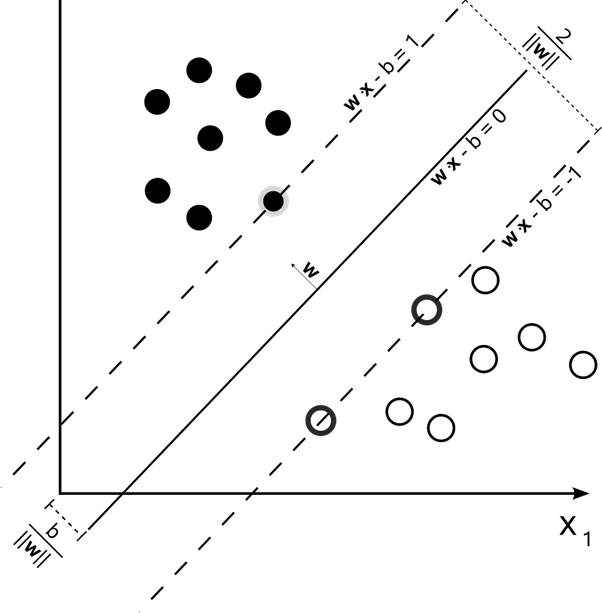 w·x - b = 1
2
||w||
w·x - b = 0
w·x - b = -1
w
b
||w||
X₁